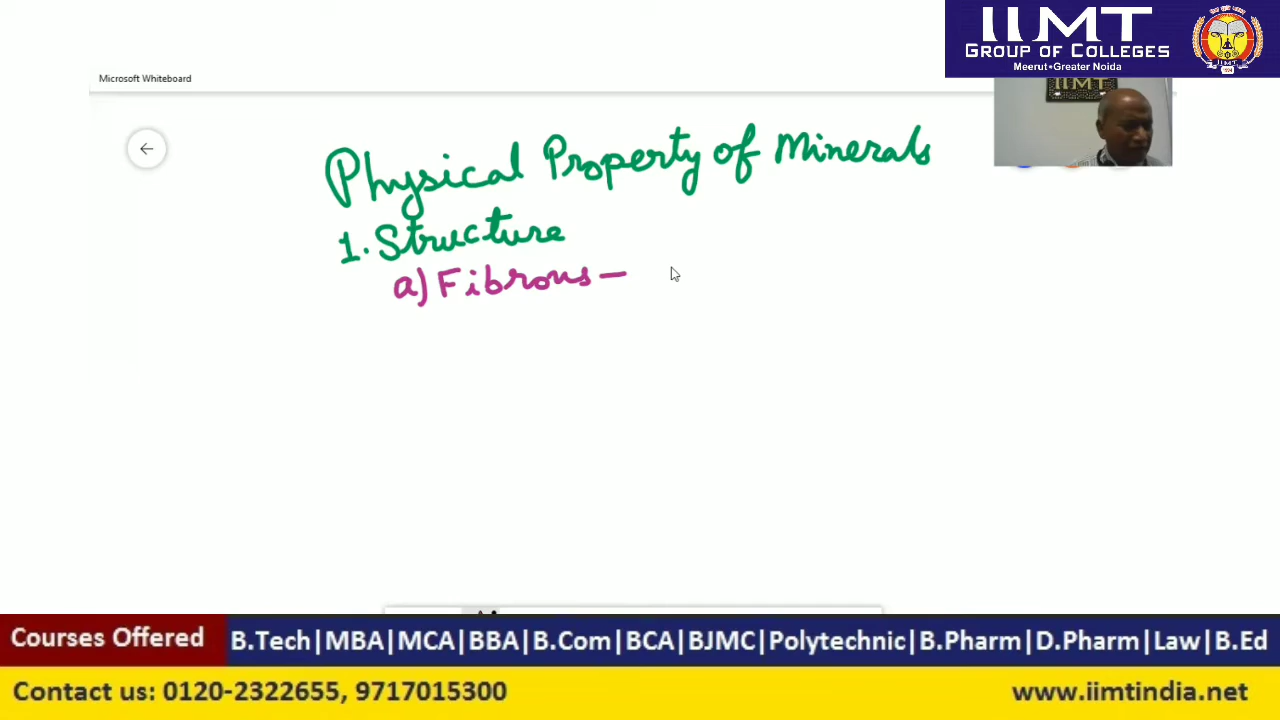 IIMT
GROUP OF COLLEGES
Meerut•Greater Noida
Microsoft Whiteboard
IIMT
Physical Property of Minerals
1. Structure
a) Fibrous —
Courses Offered
B.Tech|MBA|MCA|BBA|B.Com|BCA|BJMC|Polytechnic|B.Pharm|D.Pharm|Law|B.Ed
Contact us: 0120-2322655, 9717015300
www.iimtindia.net